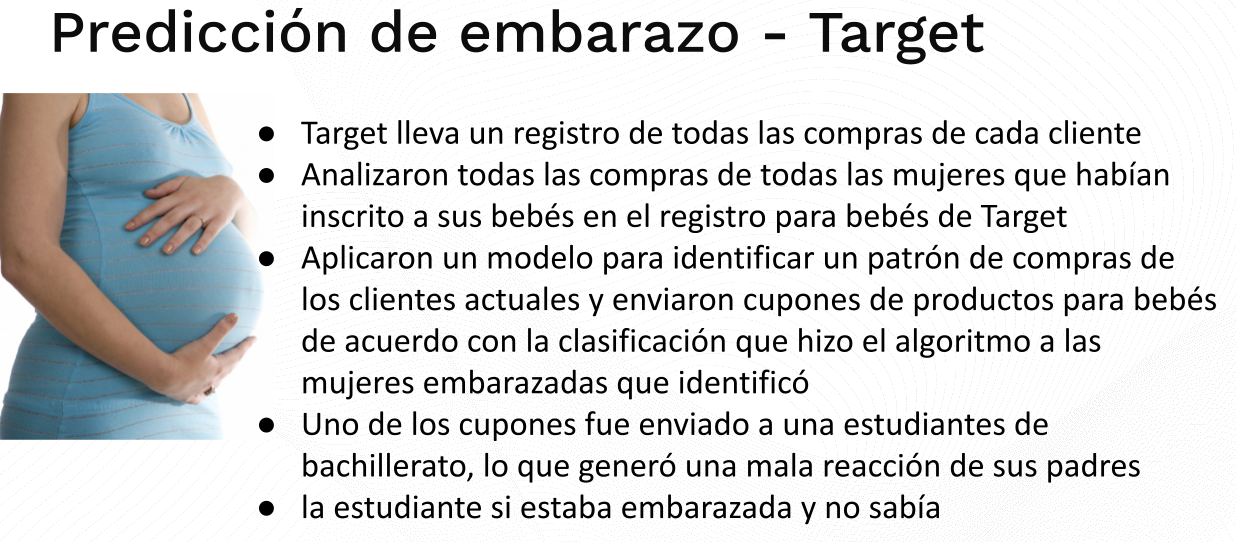 Predicción de embarazo - Target
● Target lleva un registro de todas las compras de cada cliente
● Analizaron todas las compras de todas las mujeres que habían
inscrito a sus bebés en el registro para bebés de Target
● Aplicaron un modelo para identificar un patrón de compras de
los clientes actuales y enviaron cupones de productos para bebés
de acuerdo con la clasificación que hizo el algoritmo a las
mujeres embarazadas que identificó
● Uno de los cupones fue enviado a una estudiantes de
bachillerato, lo que generó una mala reacción de sus padres
● la estudiante si estaba embarazada y no sabía